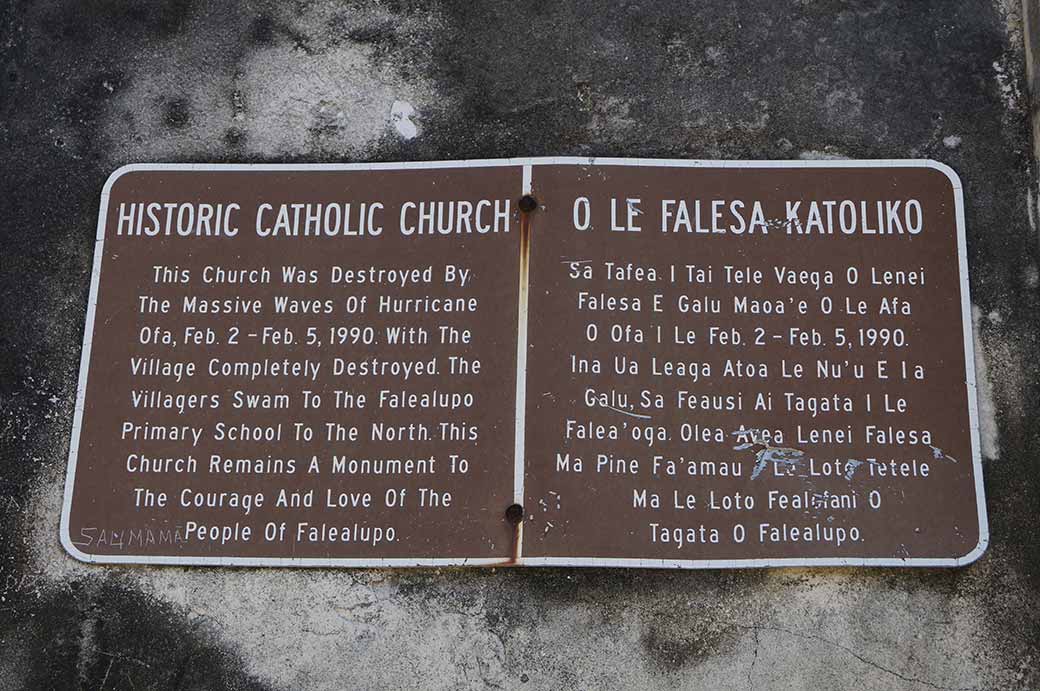 HISTORIC CATHOLIC CHURCH
This Church Was Destroyed By
The Massive Waves Of Hurricane
Ofa, Feb. 2 - Feb. 5, 1990. With The
Village Completely Destroyed. The
Villagers Swam To The Falealupo
Primary School To The North. This
Church Remains A Monument To
The Courage And Love Of The
People Of Falealupo.
O LE FALESA KATOLIKO
Sa Tafea I Tai Tele Vaega O Lenei
Falesa E Galu Maoa'e O Le Afa
O Ofa I Le Feb. 2 - Feb. 5, 1990.
Ina Ua Leaga Atoa Le Nu'u E Ia
Galu, Sa Feausi Ai Tagata I Le
Falea'oga. Olea Avea Lenei Falesa
Ma Pine Fa'amau Le Loto Tetele
Ma Le Loto Fealofani O
Tagata O Falealupo.